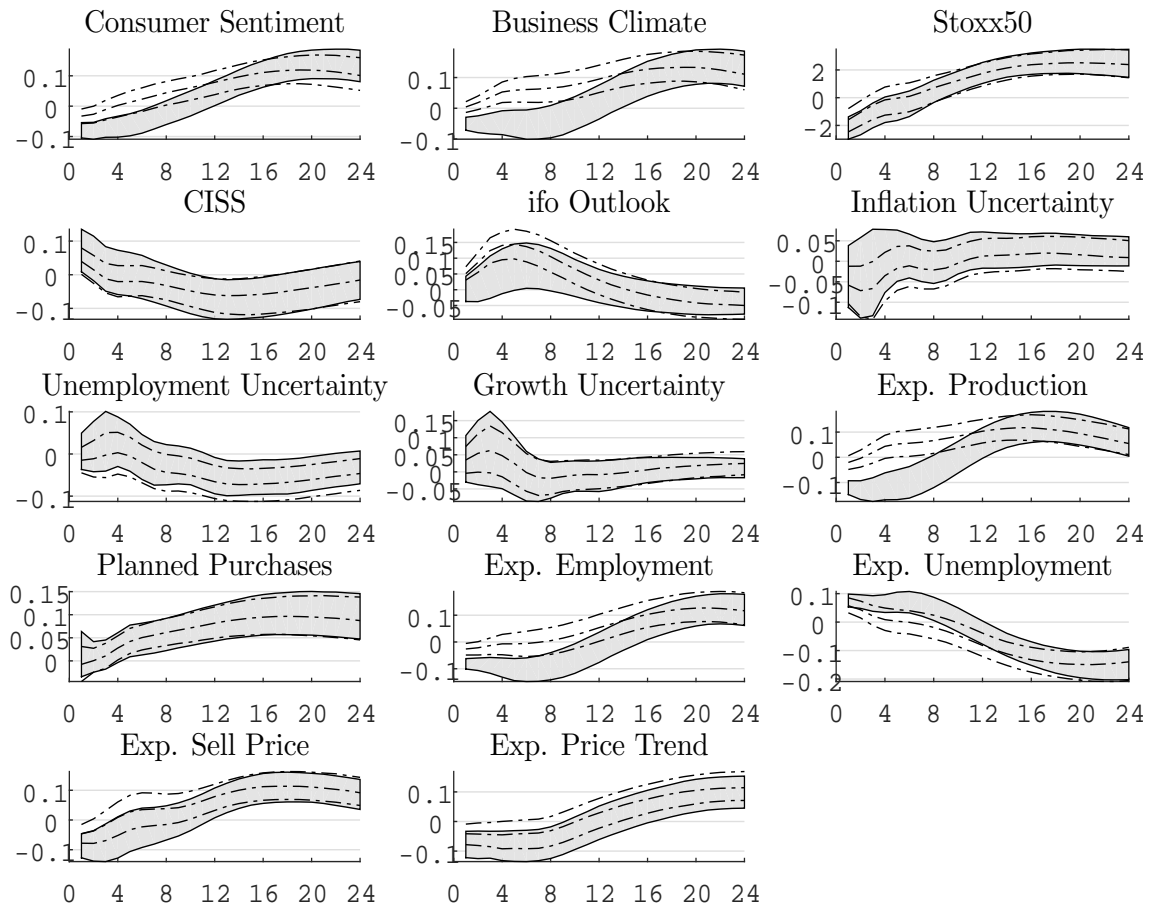 Consumer Sentiment Business Climate Stoxx50
0.1 0.1 2
0 0 0
-0.1 -0.1 -2
0 4 8 12 16 20 24 0 4 8 12 16 20 24 0 4 8 12 16 20 24
CISS ifo Outlook Inflation Uncertainty
0.1 0.15 0.05
0 0.1 0
-0.1 0.05 -0.05
0 -0.1
0 4 8 12 16 20 24 0 4 8 12 16 20 24 0 4 8 12 16 20 24
Unemployment Uncertainty Growth Uncertainty Exp. Production
0.1 0.15 0.1
0 0.1 0
-0.1 0.05 -0.1
0
-0.05
0 4 8 12 16 20 24 0 4 8 12 16 20 24 0 4 8 12 16 20 24
Planned Purchases Exp. Employment Exp. Unemployment
0.15 0.1 0.1
0.1 0 0
0.05 -0.1 -0.1
0 -0.2
0 4 8 12 16 20 24 0 4 8 12 16 20 24 0 4 8 12 16 20 24
Exp. Sell Price Exp. Price Trend
0.1 0.1
0 0
-0.1 -0.1
0 4 8 12 16 20 24 0 4 8 12 16 20 24